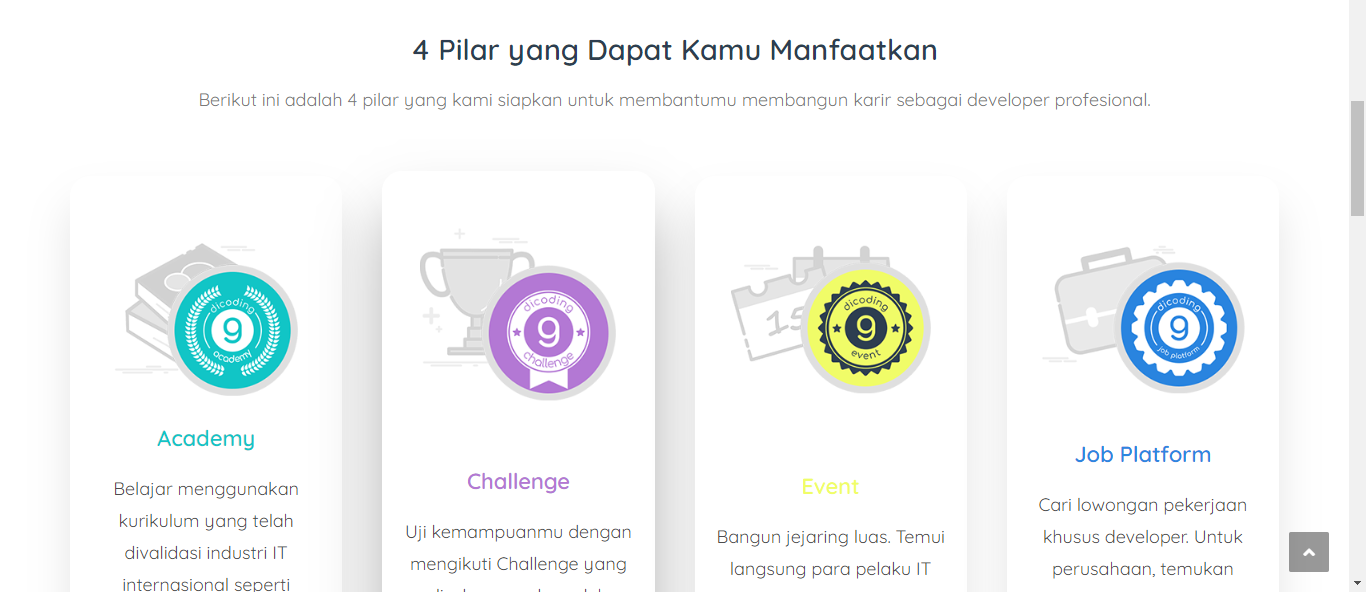 4 Pilar yang Dapat Kamu Manfaatkan
Berikut ini adalah 4 pilar yang kami siapkan untuk membantumu membangun karir sebagai developer profesional.
dicoding
9
academy
Academy
Belajar menggunakan
kurikulum yang telah
divalidasi industri IT
internasional seperti
dicoding
9
challenge
Challenge
Uji kemampuanmu dengan
mengikuti Challenge yang
15
dicoding
9
event
Event
Bangun jejaring luas. Temui
langsung para pelaku IT
dicoding
9
job platform
Job Platform
Cari lowongan pekerjaan
khusus developer. Untuk
perusahaan, temukan